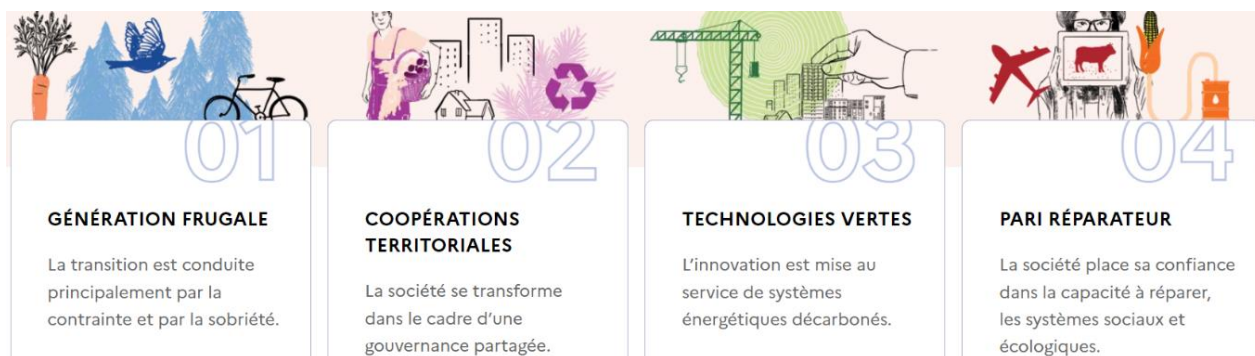 01
GÉNÉRATION FRUGALE
La transition est conduite
principalement par la
contrainte et par la sobriété.
02
COOPÉRATIONS
TERRITORIALES
La société se transforme
dans le cadre d’une
gouvernance partagée.
03
TECHNOLOGIES VERTES
L’innovation est mise au
service de systèmes
énergétiques décarbonés.
04
PARI RÉPARATEUR
La société place sa confiance
dans la capacité à réparer,
les systèmes sociaux et
écologiques.